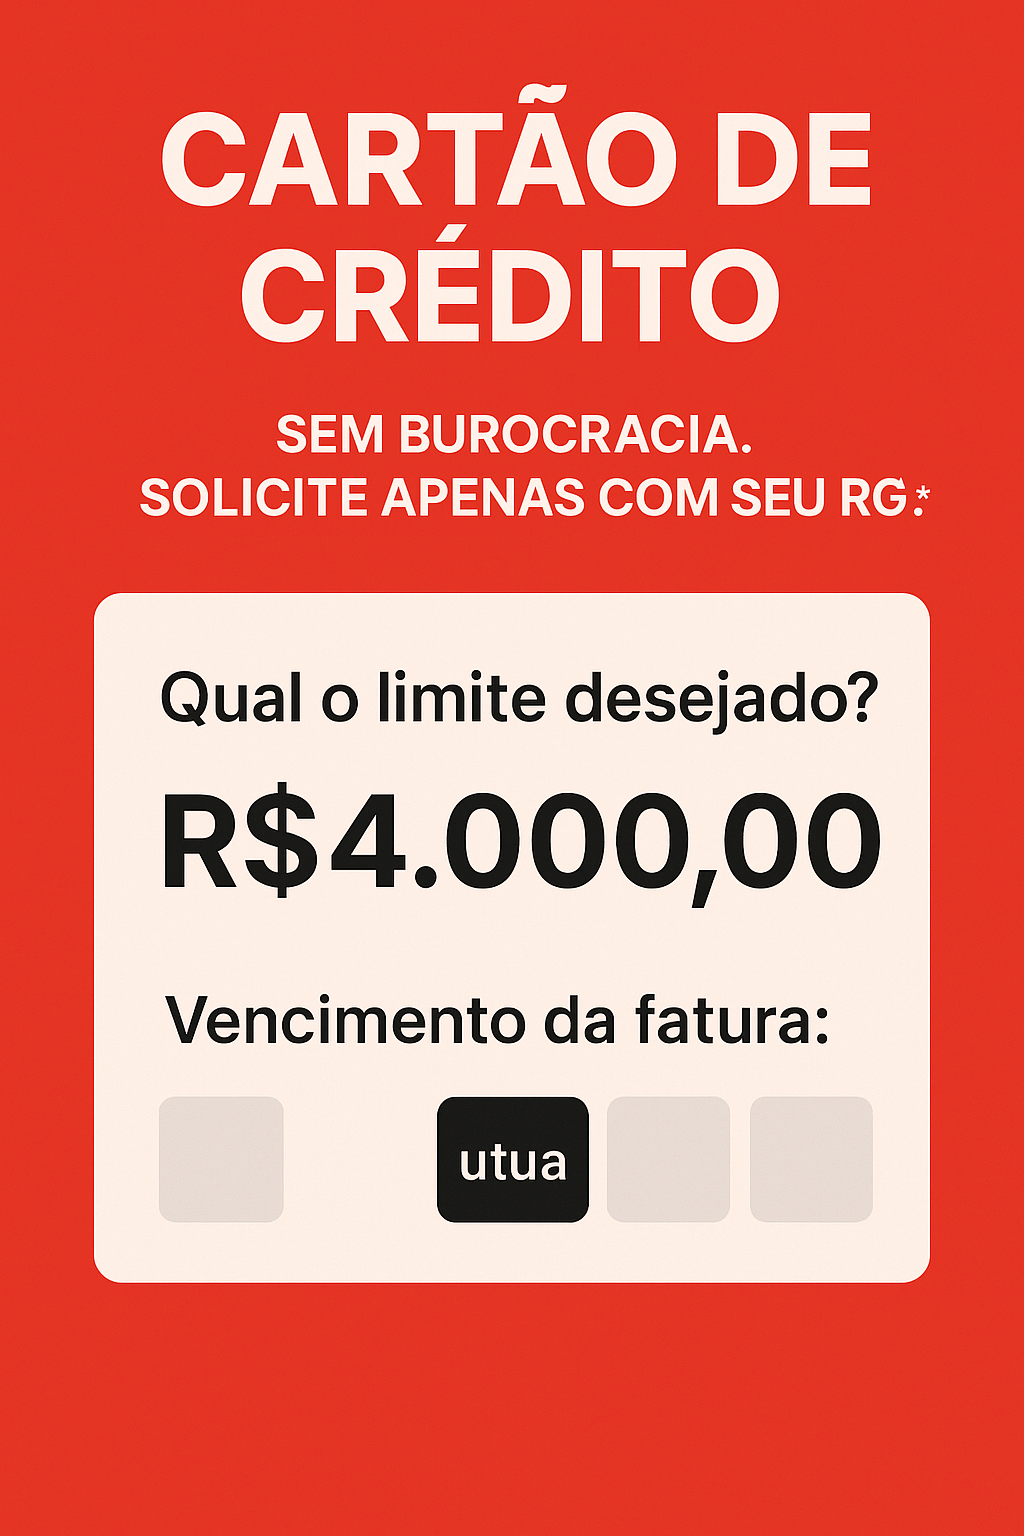 CARTÃO DE
CRÉDITO
SEM BUROCRACIA.
SOLICITE APENAS COM SEU RG.*
Qual o limite desejado?
R$4.000,00
Vencimento da fatura:
utua